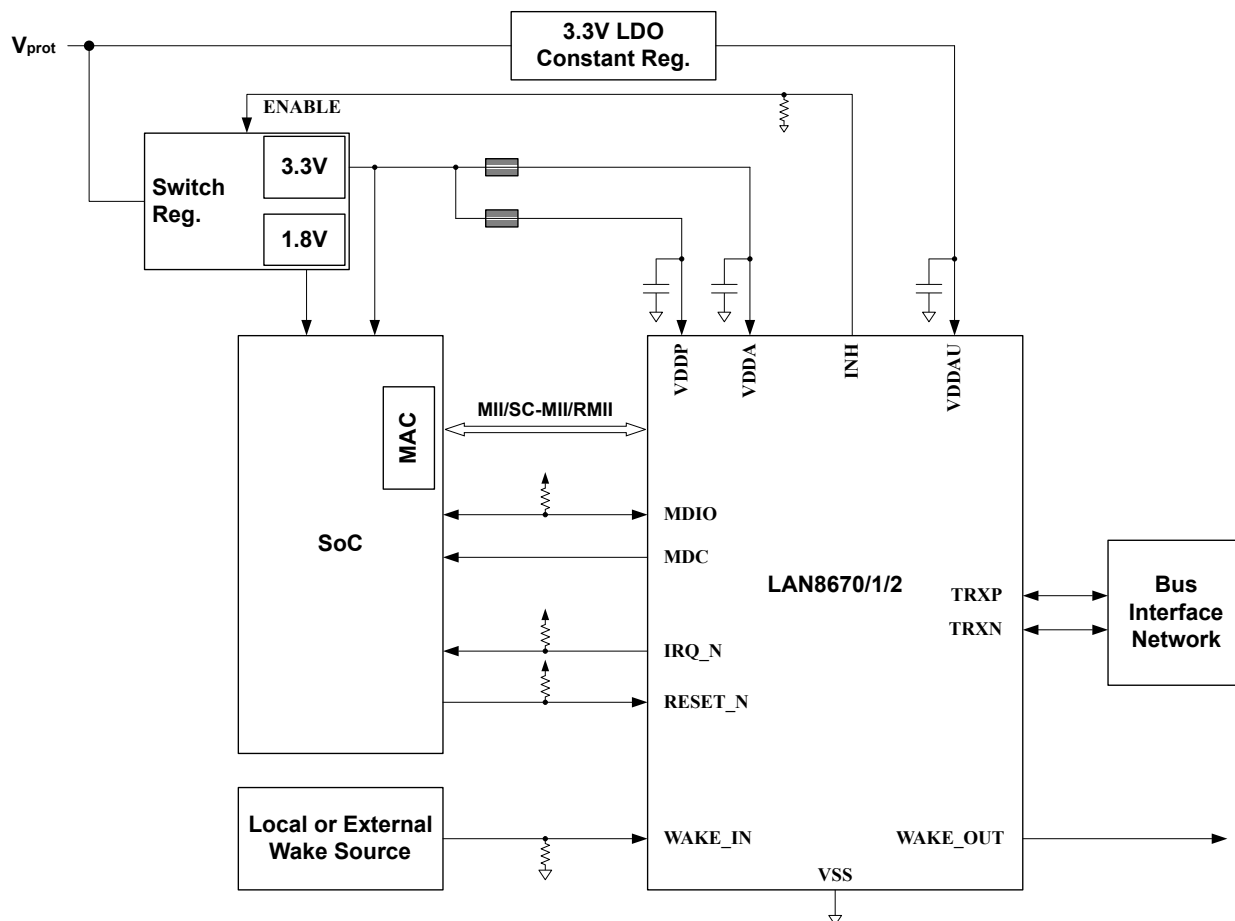 Vprot
3.3V LDO
Constant Reg.
ENABLE
Switch
Reg.
3.3V
1.8V
VDDP
VDDA
INH
VDDAU
MAC
MII/SC-MII/RMII
SoC
MDIO
MDC
LAN8670/1/2
IRQ_N
RESET_N
TRXP
TRXN
Bus
Interface
Network
Local or External
Wake Source
WAKE_IN
WAKE_OUT
VSS